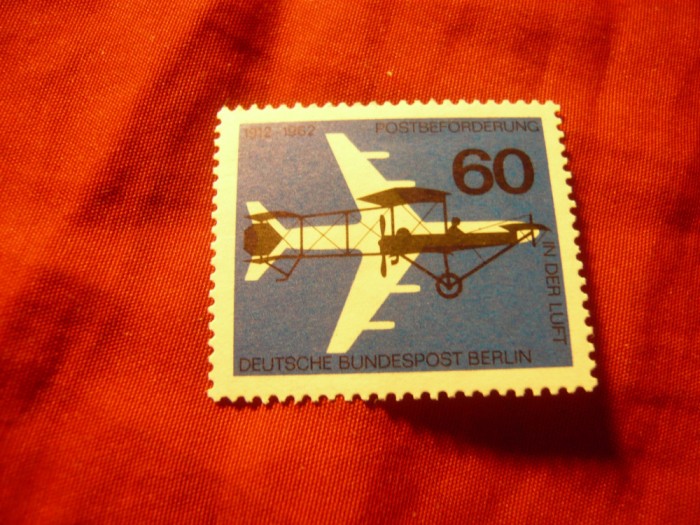 1912-1962 POSTBEFÖRDERUNG
60
IN DER LUFT
DEUTSCHE BUNDESPOST BERLIN